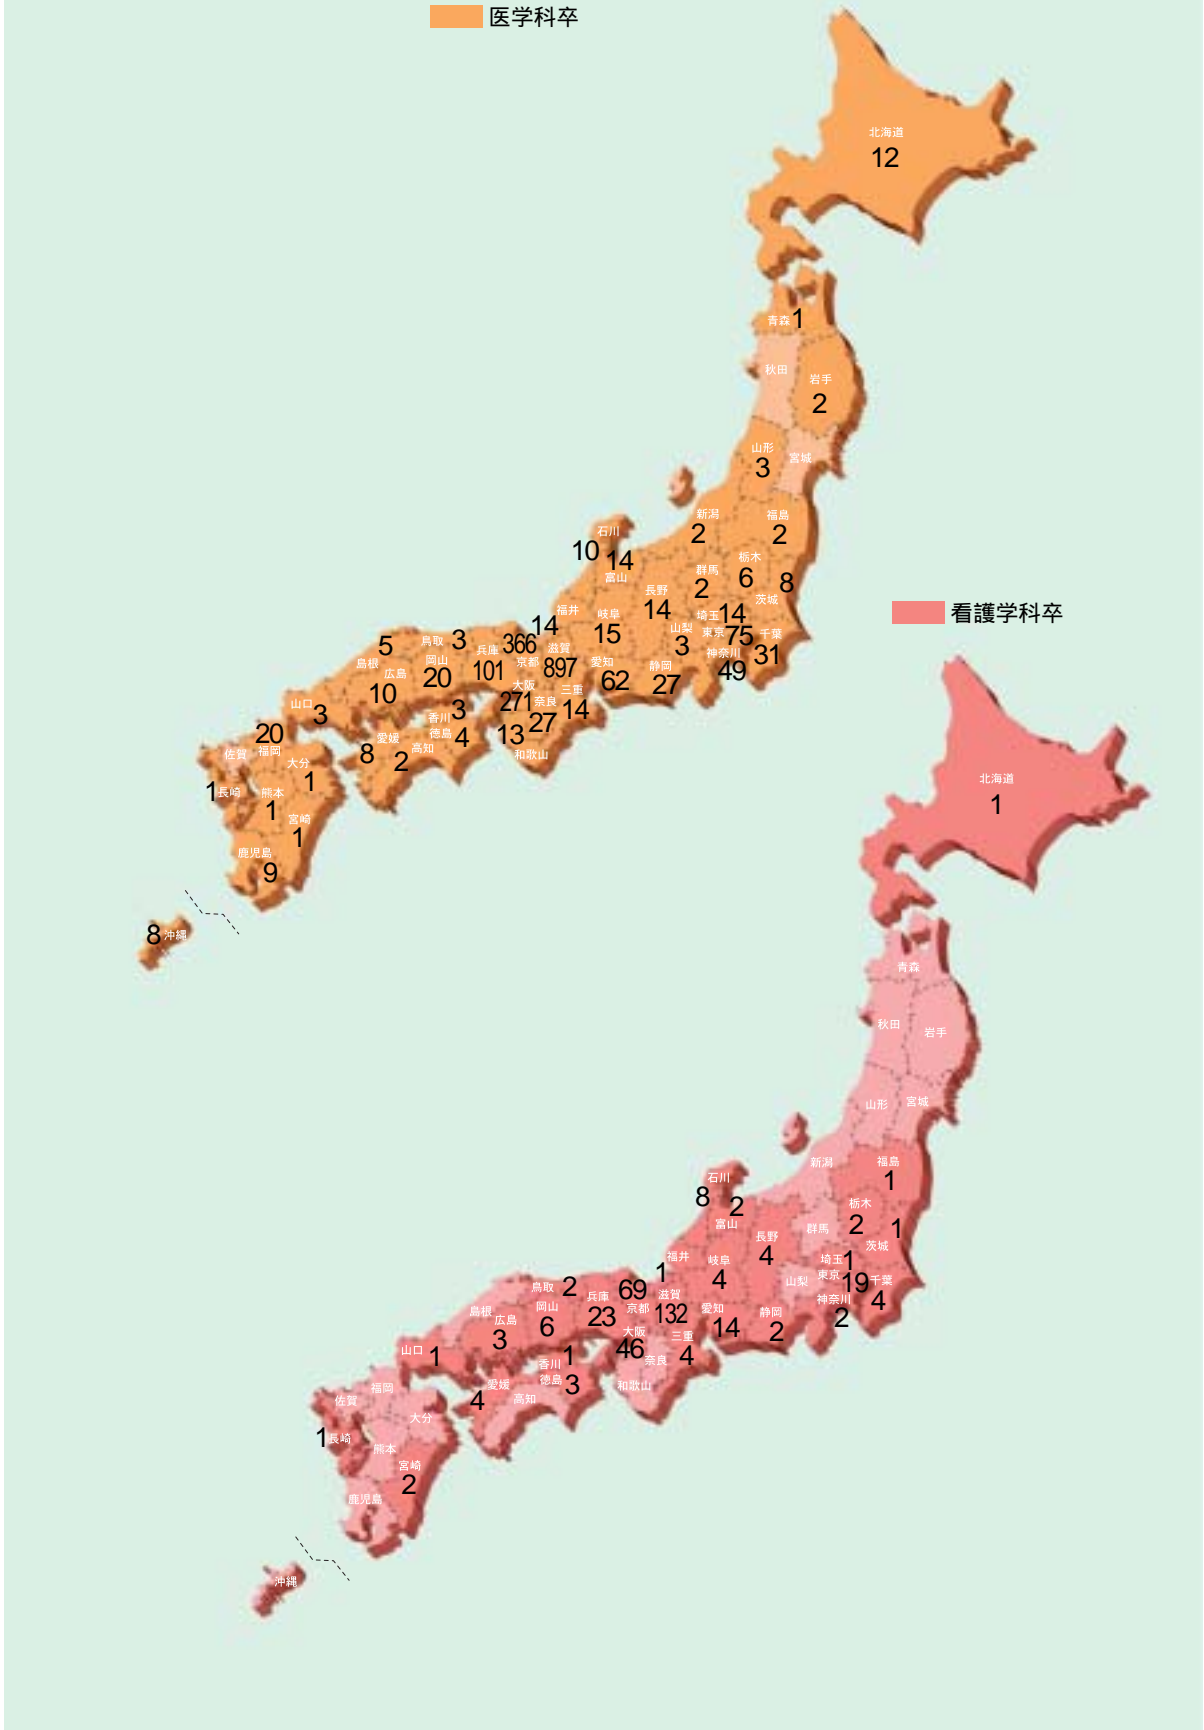 医学科卒
北海道
12
青森 1
秋田
岩手
2
山形
3
宮城
新潟
2
福島
2
石川
10
14
富山
栃木
6
群馬
2
8
茨城
長野
14
埼玉 14
福井
14
岐阜
15
山梨
3
東京 75
千葉
31
神奈川
49
鳥取 3
5
島根
兵庫
101
366
京都
滋賀
897
愛知
62
静岡
27
岡山
20
広島
10
大阪
271
奈良
27
三重
14
山口 3
香川 3
徳島 4
13
和歌山
20
福岡
佐賀
大分
1
愛媛
8
高知
2
1 長崎
熊本
1
宮崎
1
鹿児島
9
8 沖縄
看護学科卒
北海道
1
青森
秋田
岩手
山形
宮城
新潟
福島
1
石川
8
2
富山
栃木
2
群馬
1
茨城
長野
4
埼玉 1
福井
1
岐阜
4
山梨
東京 19
千葉
4
神奈川
2
鳥取 2
島根
兵庫
23
69
京都
滋賀
132
愛知
14
静岡
2
岡山
6
広島
3
大阪
46
奈良
三重
4
山口 1
香川 1
徳島 3
和歌山
福岡
佐賀
大分
愛媛
4
高知
1 長崎
熊本
宮崎
2
鹿児島
沖縄